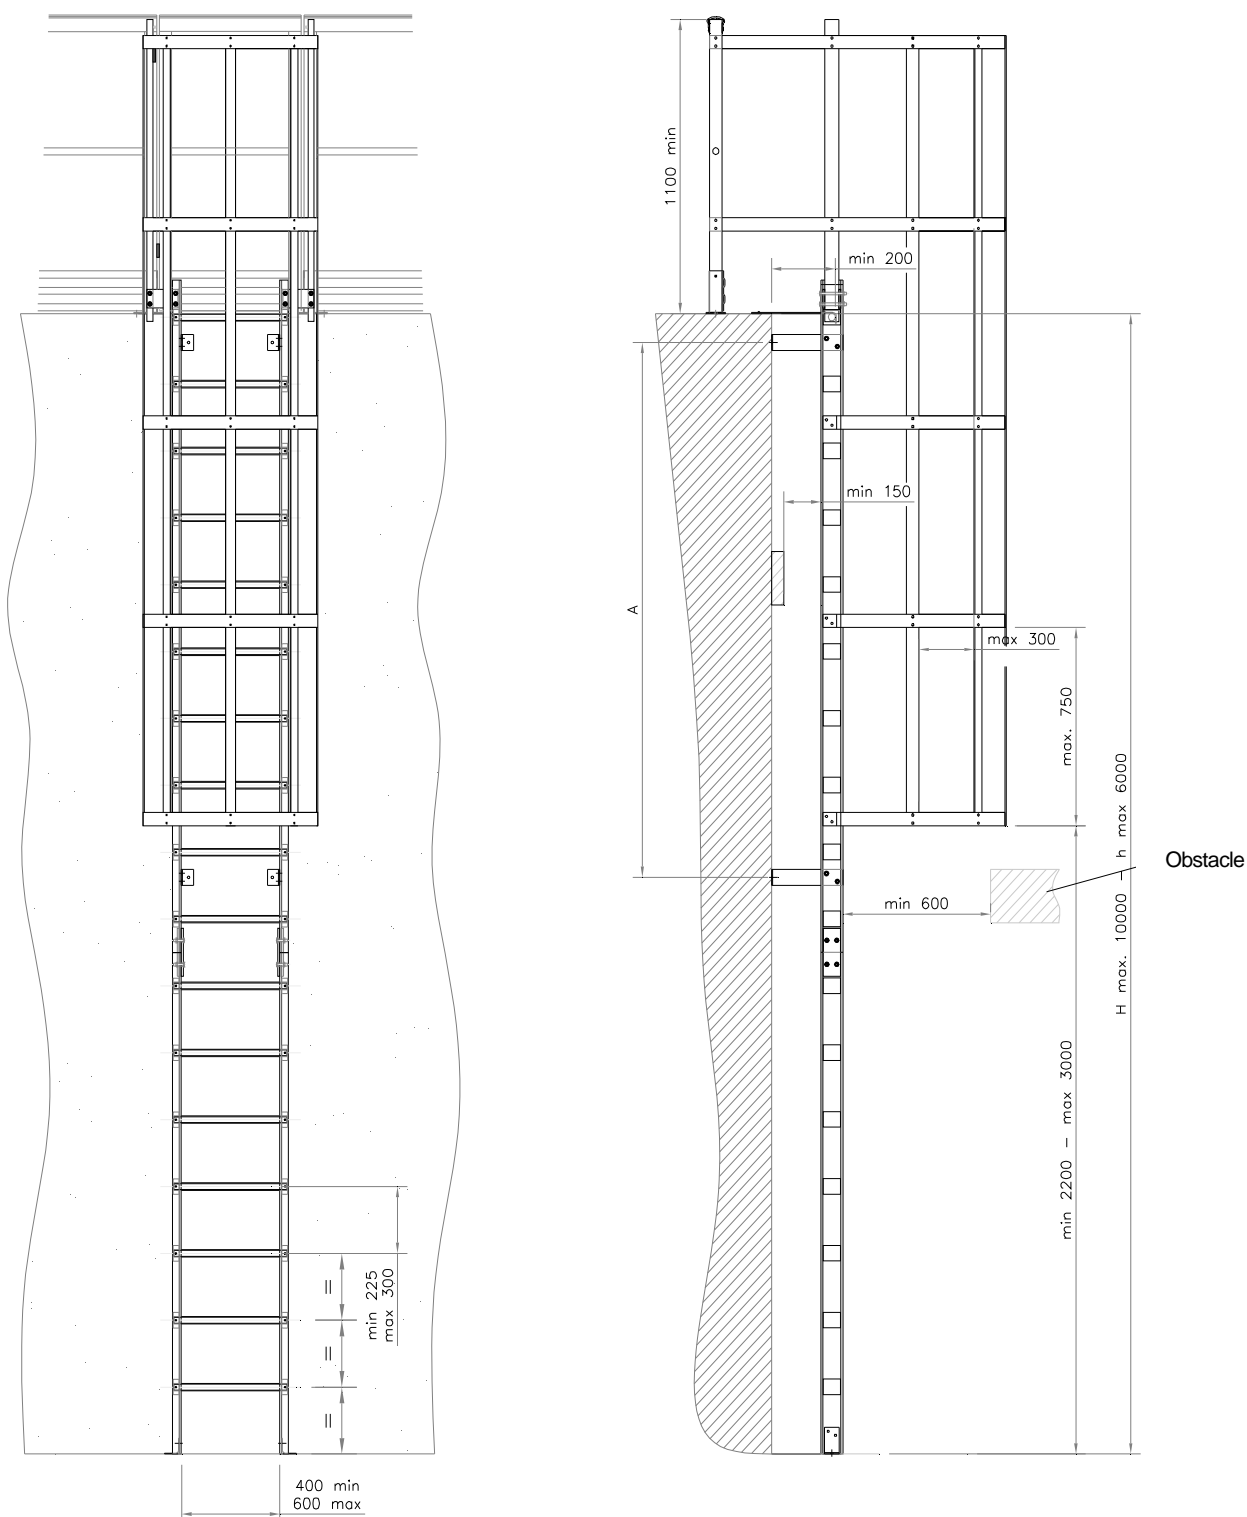 1100 min
min 200
min 150
A
max 300
max. 750
H max. 10000 - h max 6000
Obstacle
min 600
min 2200 - max 3000
min 225
max 300
=
=
=
400 min
600 max